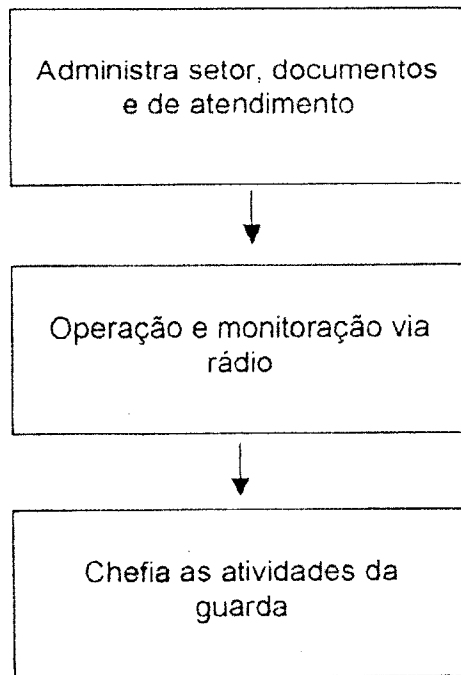 Administra setor, documentos
e de atendimento
Operação e monitoração via
rádio
Chefia as atividades da
guarda